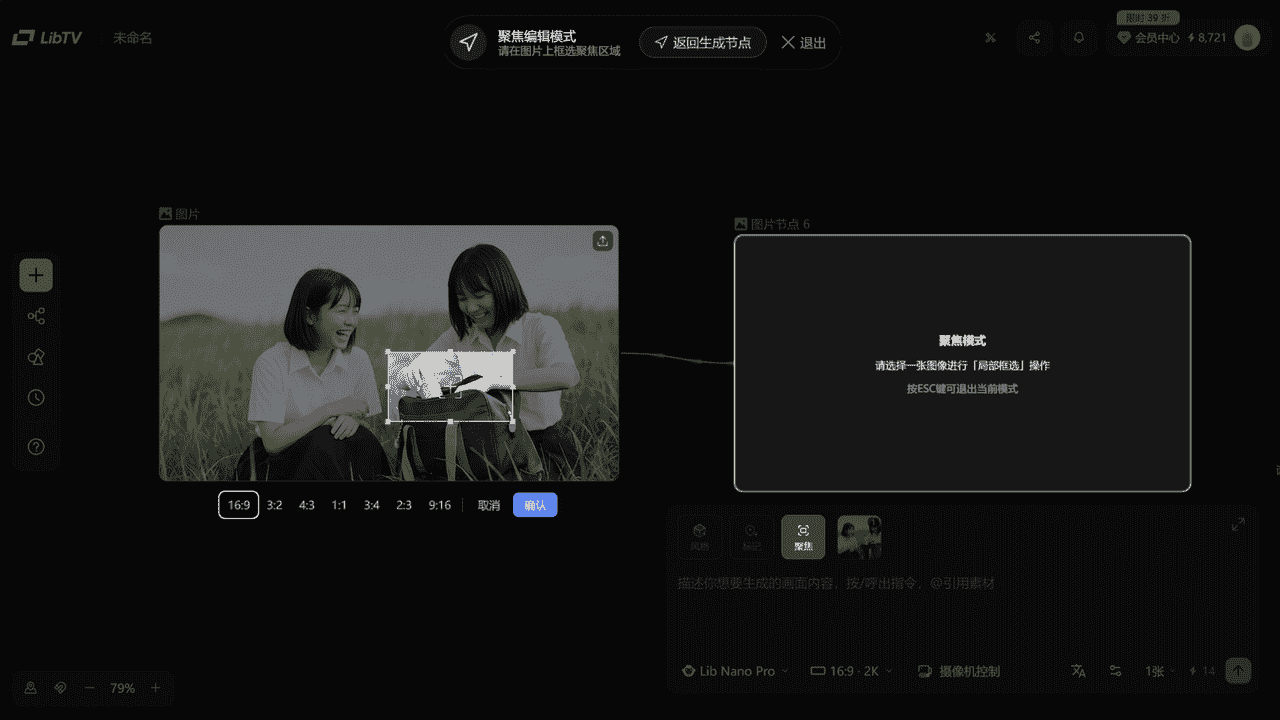 LibTV
未命名
聚焦编辑模式
请在图片上框选聚焦区域
返回生成节点
退出
限时 39 折
会员中心
8,721
图片
图片节点 6
聚焦模式
请选择一张图像进行「局部框选」操作
按ESC键可退出当前模式
16:9
3:2
4:3
1:1
3:4
2:3
9:16
取消
确认
风格
标记
聚焦
描述你想要生成的画面内容，按/呼出指令，@引用素材
Lib Nano Pro
16:9 · 2K
摄像机控制
1张
14
79%